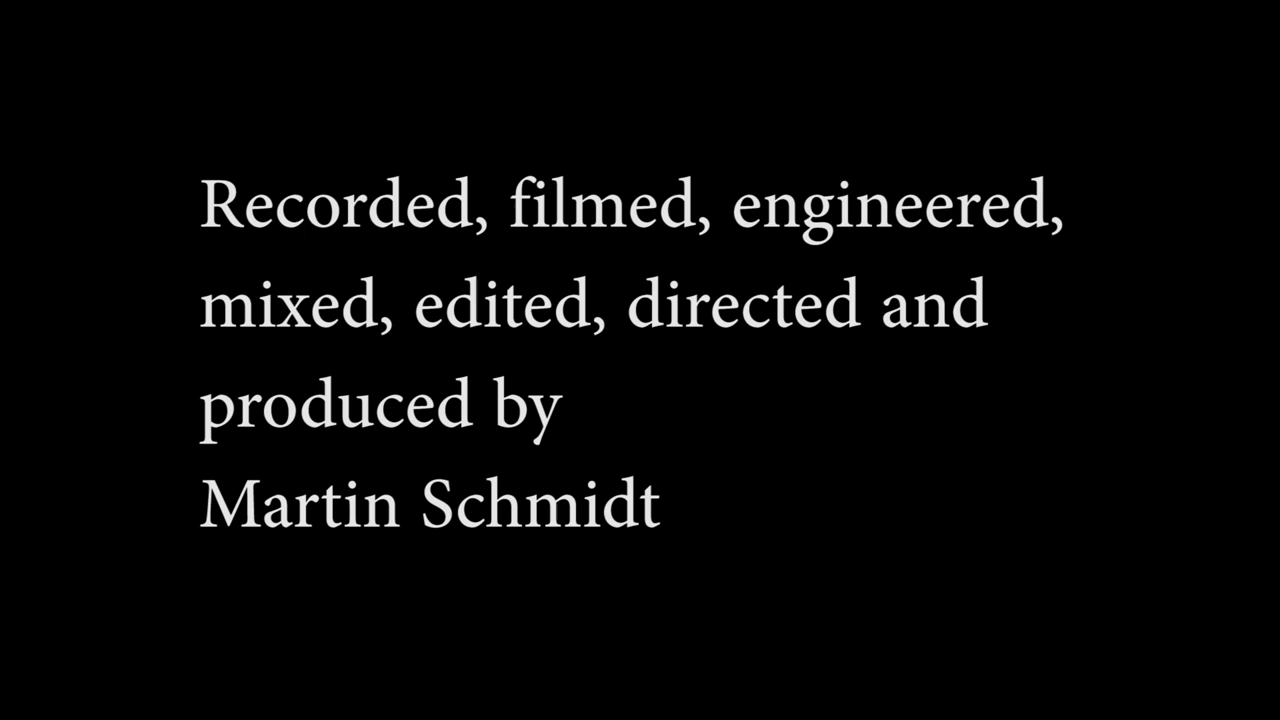 Recorded, filmed, engineered,
mixed, edited, directed and
produced by
Martin Schmidt